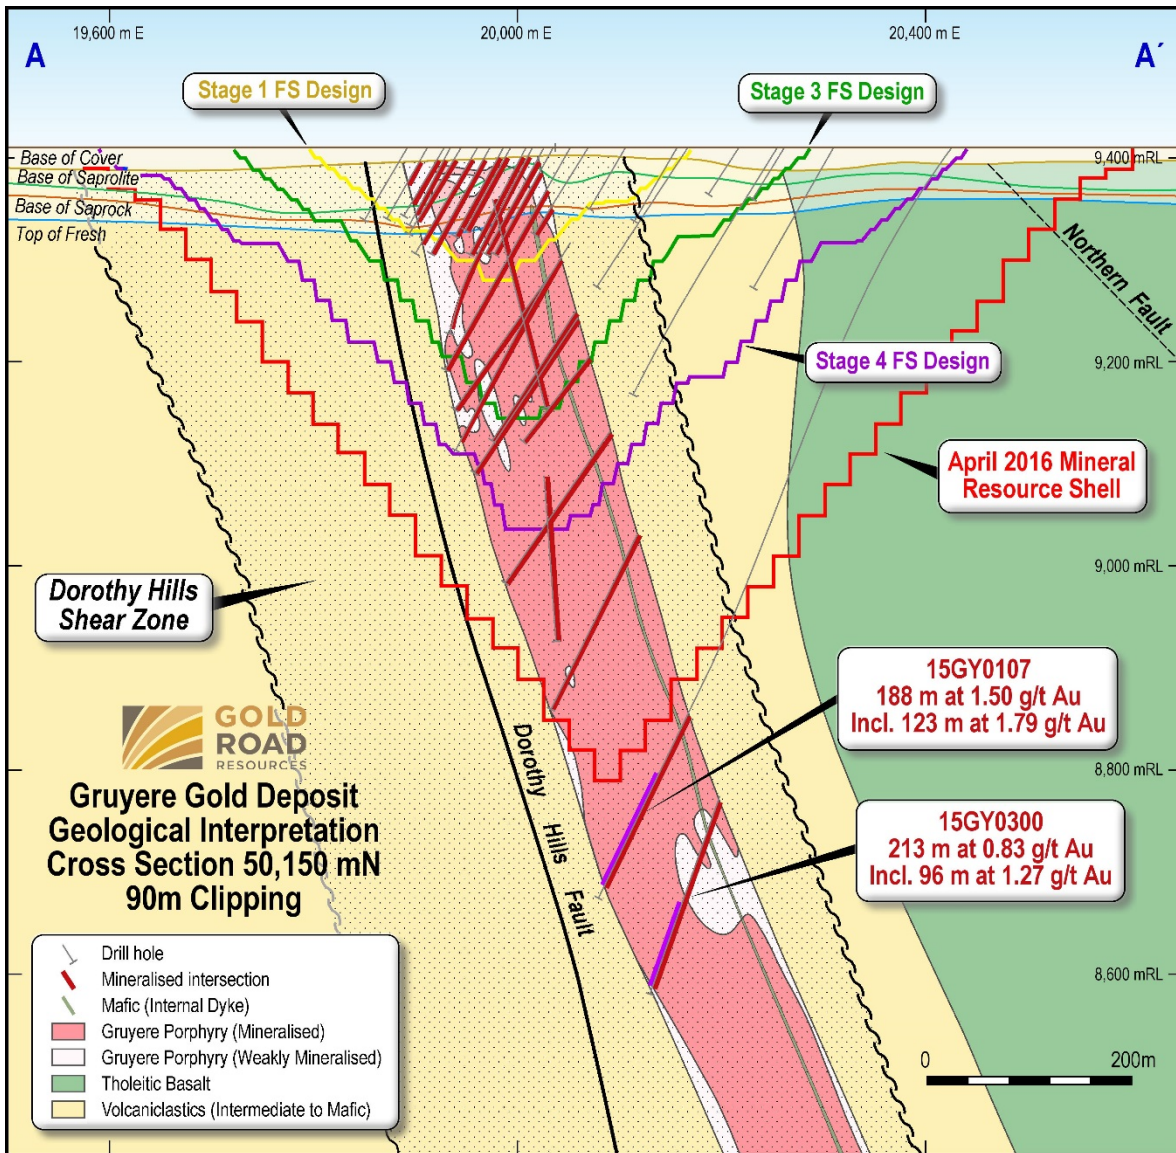 19,600 m E
20,000 m E
20,400 m E
A
A´
Stage 1 FS Design
Stage 3 FS Design
Base of Cover
Base of Saprolite
Base of Saprock
Top of Fresh
9,400 mRL
Northern Fault
Stage 4 FS Design
9,200 mRL
April 2016 Mineral
Resource Shell
9,000 mRL
Dorothy Hills
Shear Zone
15GY0107
188 m at 1.50 g/t Au
Incl. 123 m at 1.79 g/t Au
GOLD
ROAD
RESOURCES
Dorothy Hills Fault
8,800 mRL
Gruyere Gold Deposit
Geological Interpretation
Cross Section 50,150 mN
90m Clipping
15GY0300
213 m at 0.83 g/t Au
Incl. 96 m at 1.27 g/t Au
8,600 mRL
Drill hole
Mineralised intersection
Mafic (Internal Dyke)
Gruyere Porphyry (Mineralised)
Gruyere Porphyry (Weakly Mineralised)
Tholeitic Basalt
Volcaniclastics (Intermediate to Mafic)
0
200m